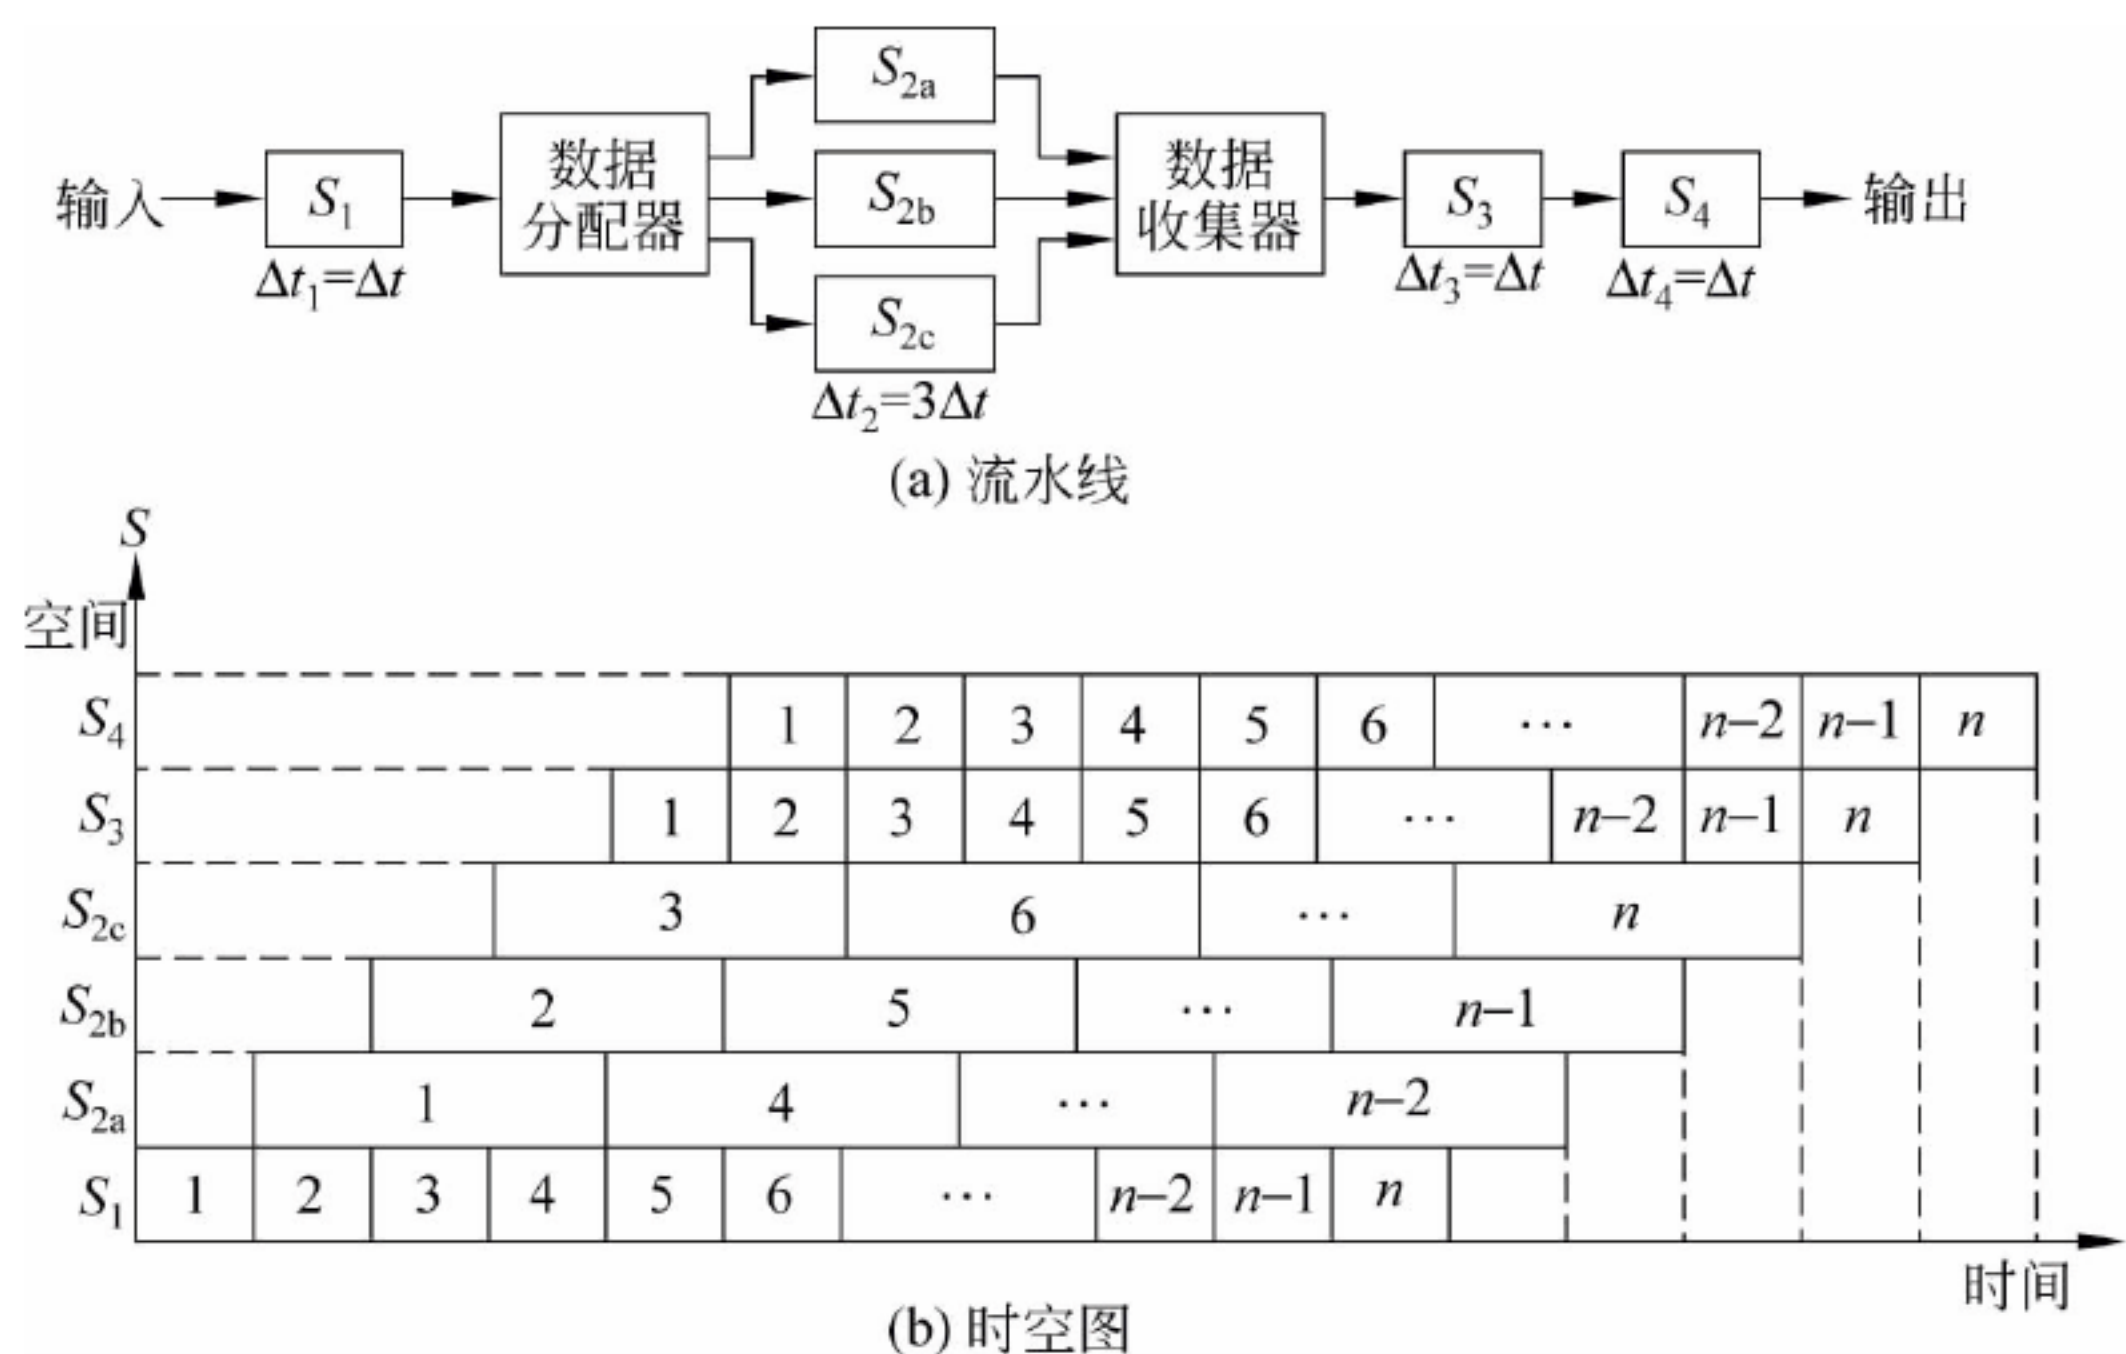 S2a
输入 S1 数据分配器 S2b 数据收集器 S3 S4 输出
Δt1=Δt Δt3=Δt Δt4=Δt
S2c
Δt2=3Δt
(a) 流水线
S
空间
S4 1 2 3 4 5 6 … n–2 n–1 n
S3 1 2 3 4 5 6 … n–2 n–1 n
S2c 3 6 … n
S2b 2 5 … n–1
S2a 1 4 … n–2
S1 1 2 3 4 5 6 … n–2 n–1 n
时间
(b) 时空图